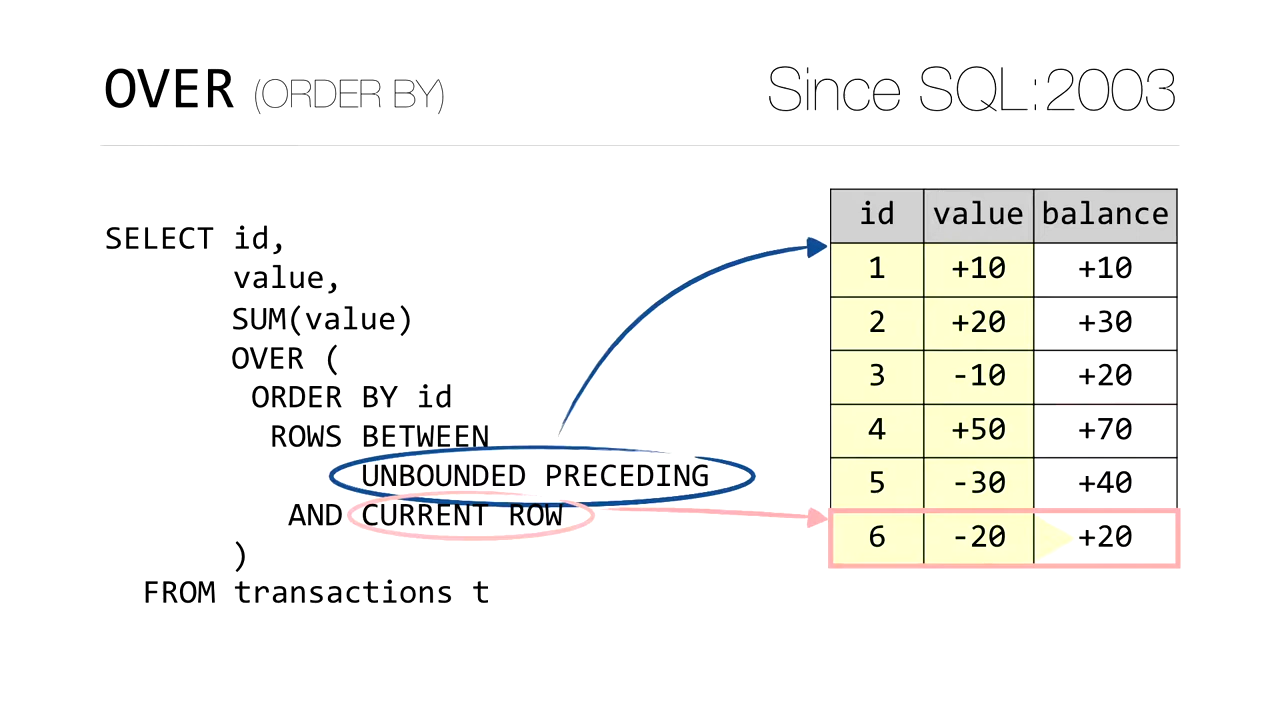 OVER (ORDER BY)
Since SQL:2003
SELECT id,
value,
SUM(value)
OVER (
ORDER BY id
ROWS BETWEEN
UNBOUNDED PRECEDING
AND CURRENT ROW
)
FROM transactions t
id value balance
1 +10 +10
2 +20 +30
3 -10 +20
4 +50 +70
5 -30 +40
6 -20 +20